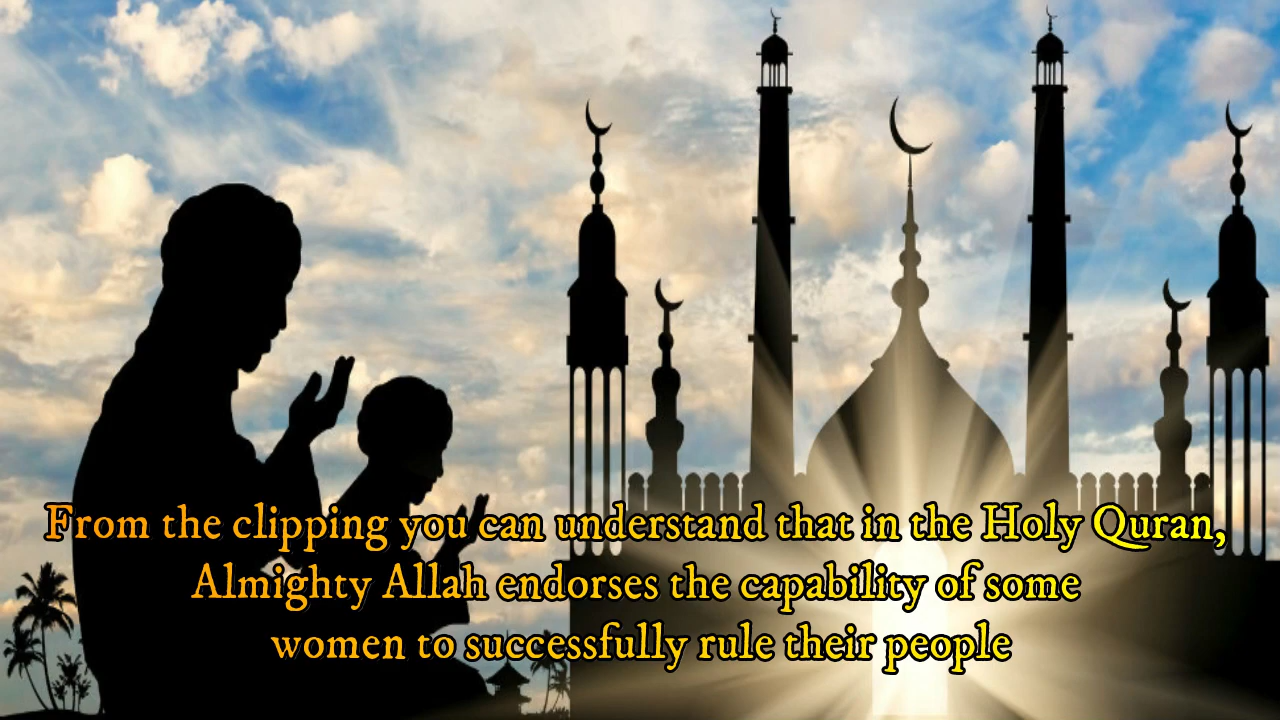 From the clipping you can understand that in the Holy Quran,
Almighty Allah endorses the capability of some
women to successfully rule their people